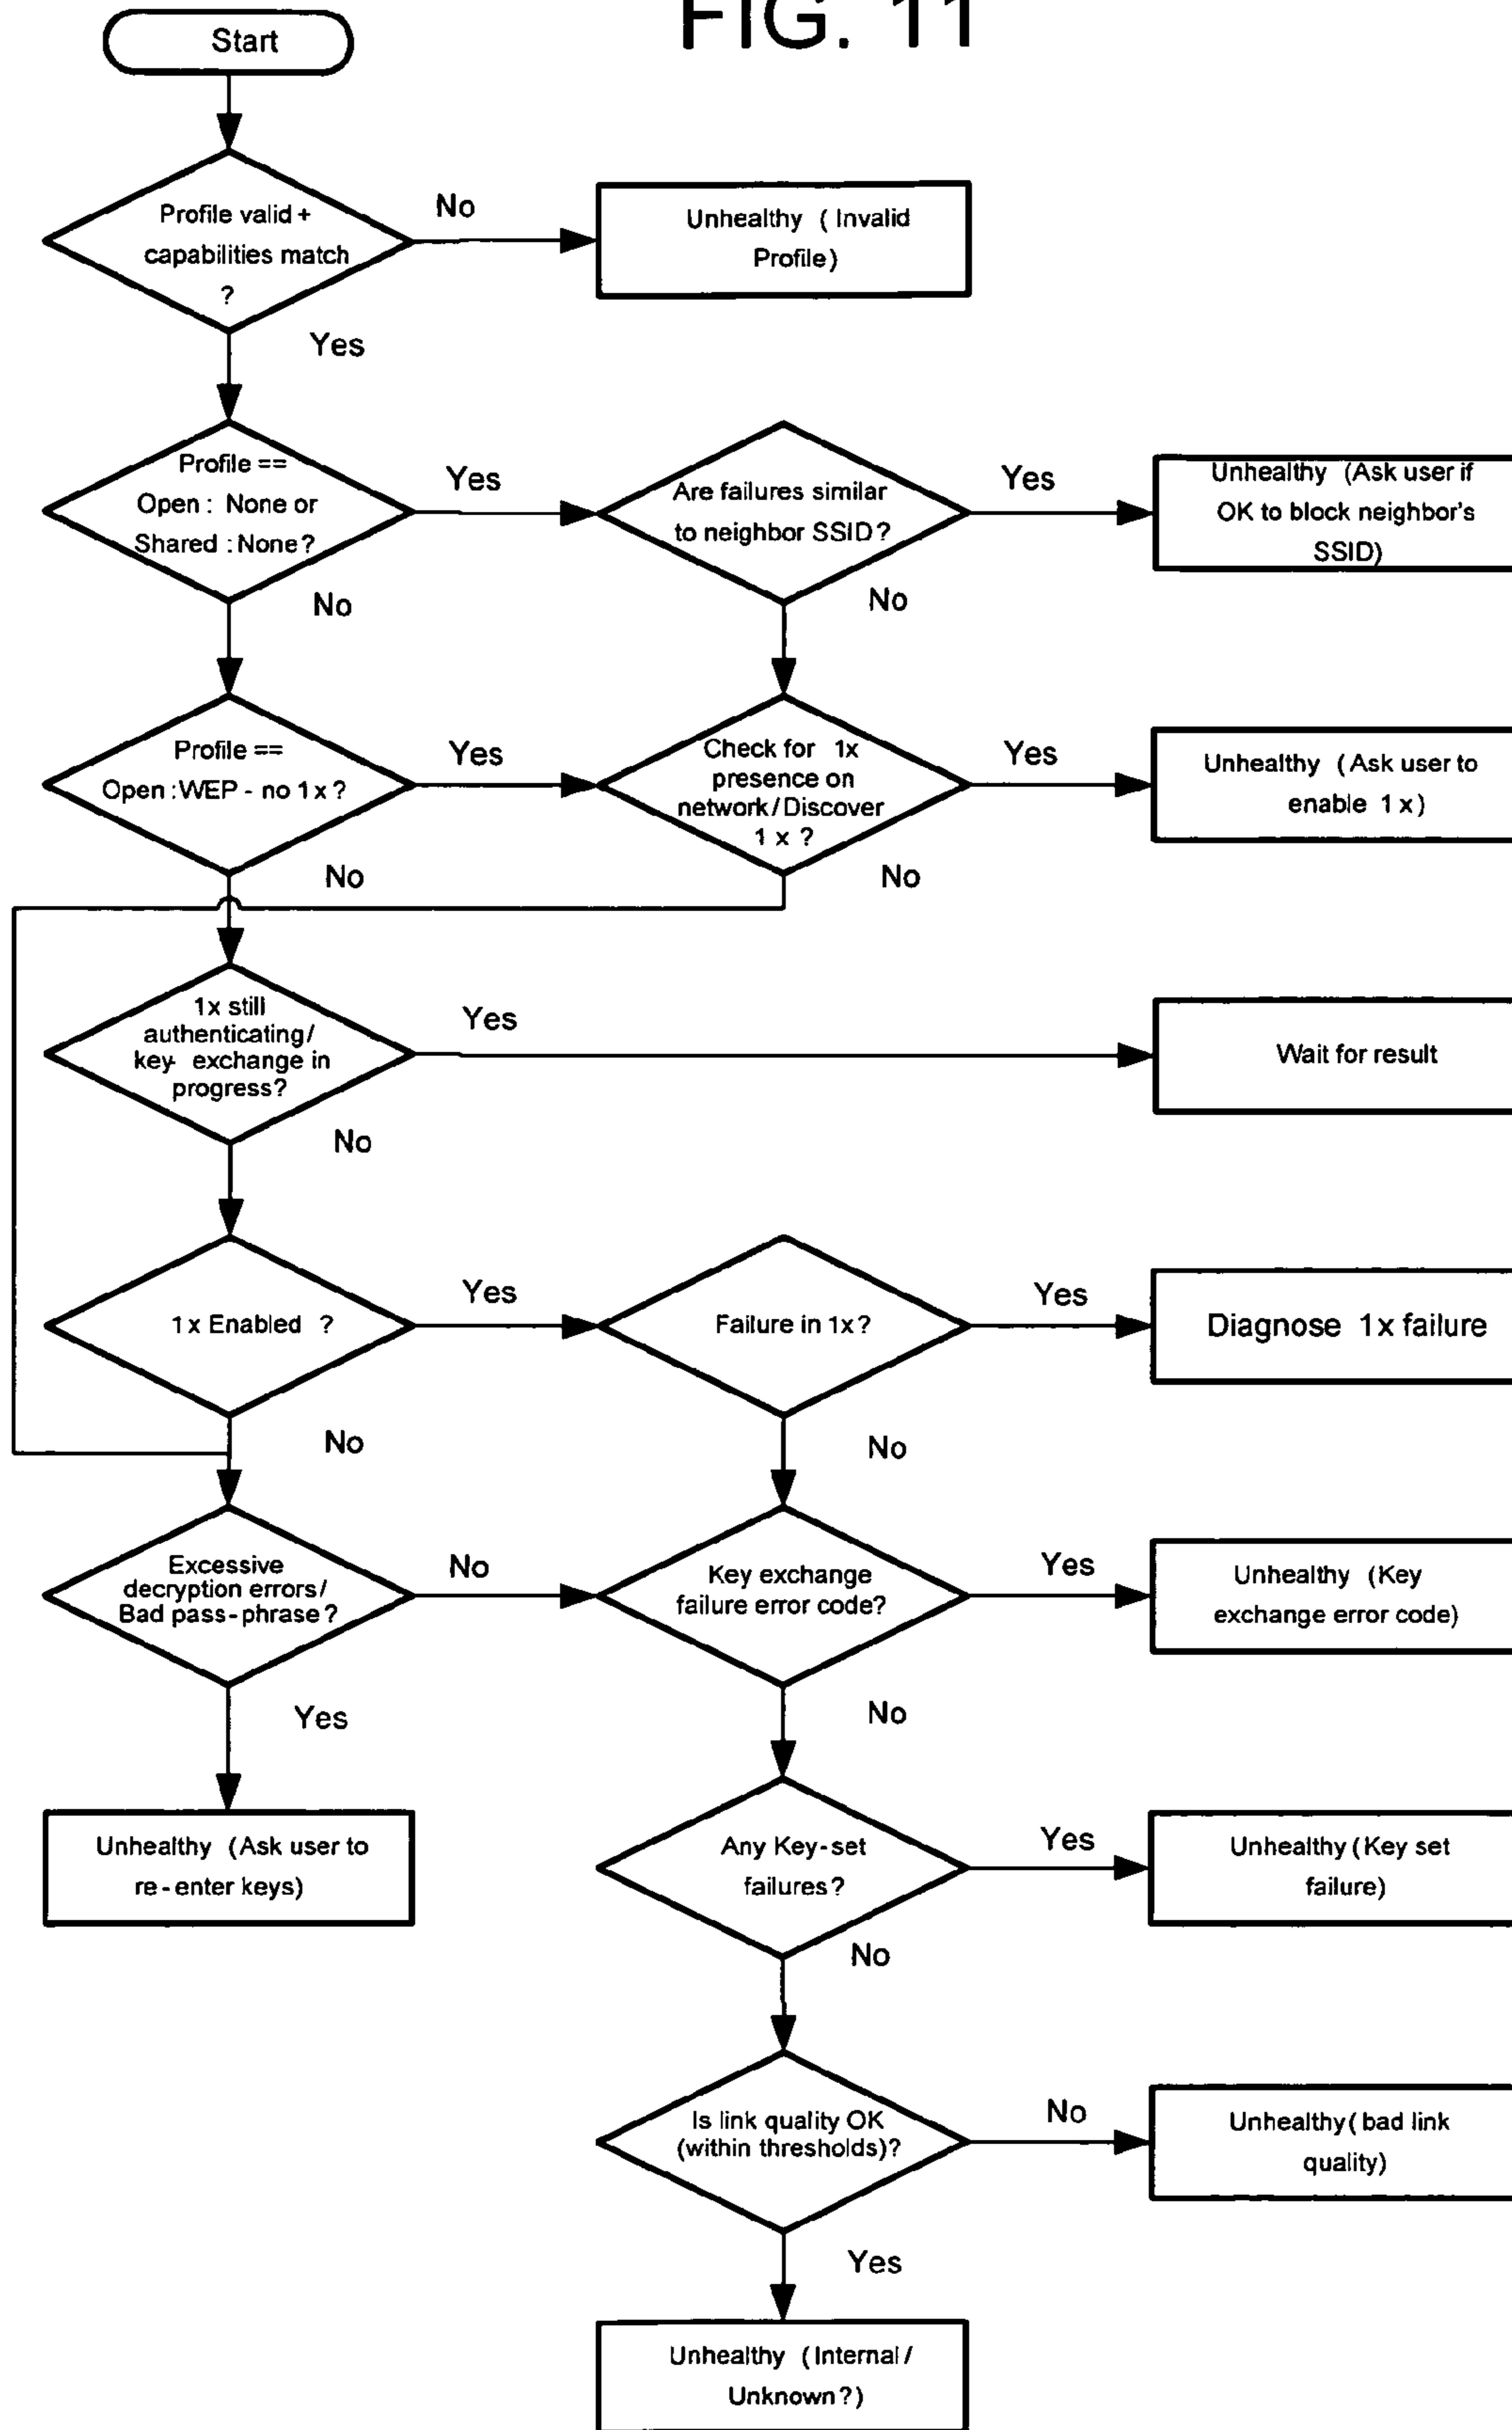 FIG. 11
Start
Profile valid +
capabilities match
?
No
Unhealthy ( Invalid
Profile)
Yes
Profile ==
Open : None or
Shared : None?
Yes
Are failures similar
to neighbor SSID?
Yes
Unhealthy (Ask user if
OK to block neighbor's
SSID)
No
No
Profile ==
Open :WEP - no 1x ?
Yes
Check for 1x
presence on
network/Discover
1 x ?
Yes
Unhealthy (Ask user to
enable 1 x)
No
No
1x still
authenticating/
key- exchange in
progress?
Yes
Wait for result
No
1x Enabled ?
Yes
Failure in 1x?
Yes
Diagnose 1x failure
No
No
Excessive
decryption errors/
Bad pass-phrase?
No
Key exchange
failure error code?
Yes
Unhealthy (Key
exchange error code)
Yes
No
Unhealthy (Ask user to
re-enter keys)
Any Key-set
failures?
Yes
Unhealthy (Key set
failure)
No
Is link quality OK
(within thresholds)?
No
Unhealthy( bad link
quality)
Yes
Unhealthy (Internal /
Unknown?)